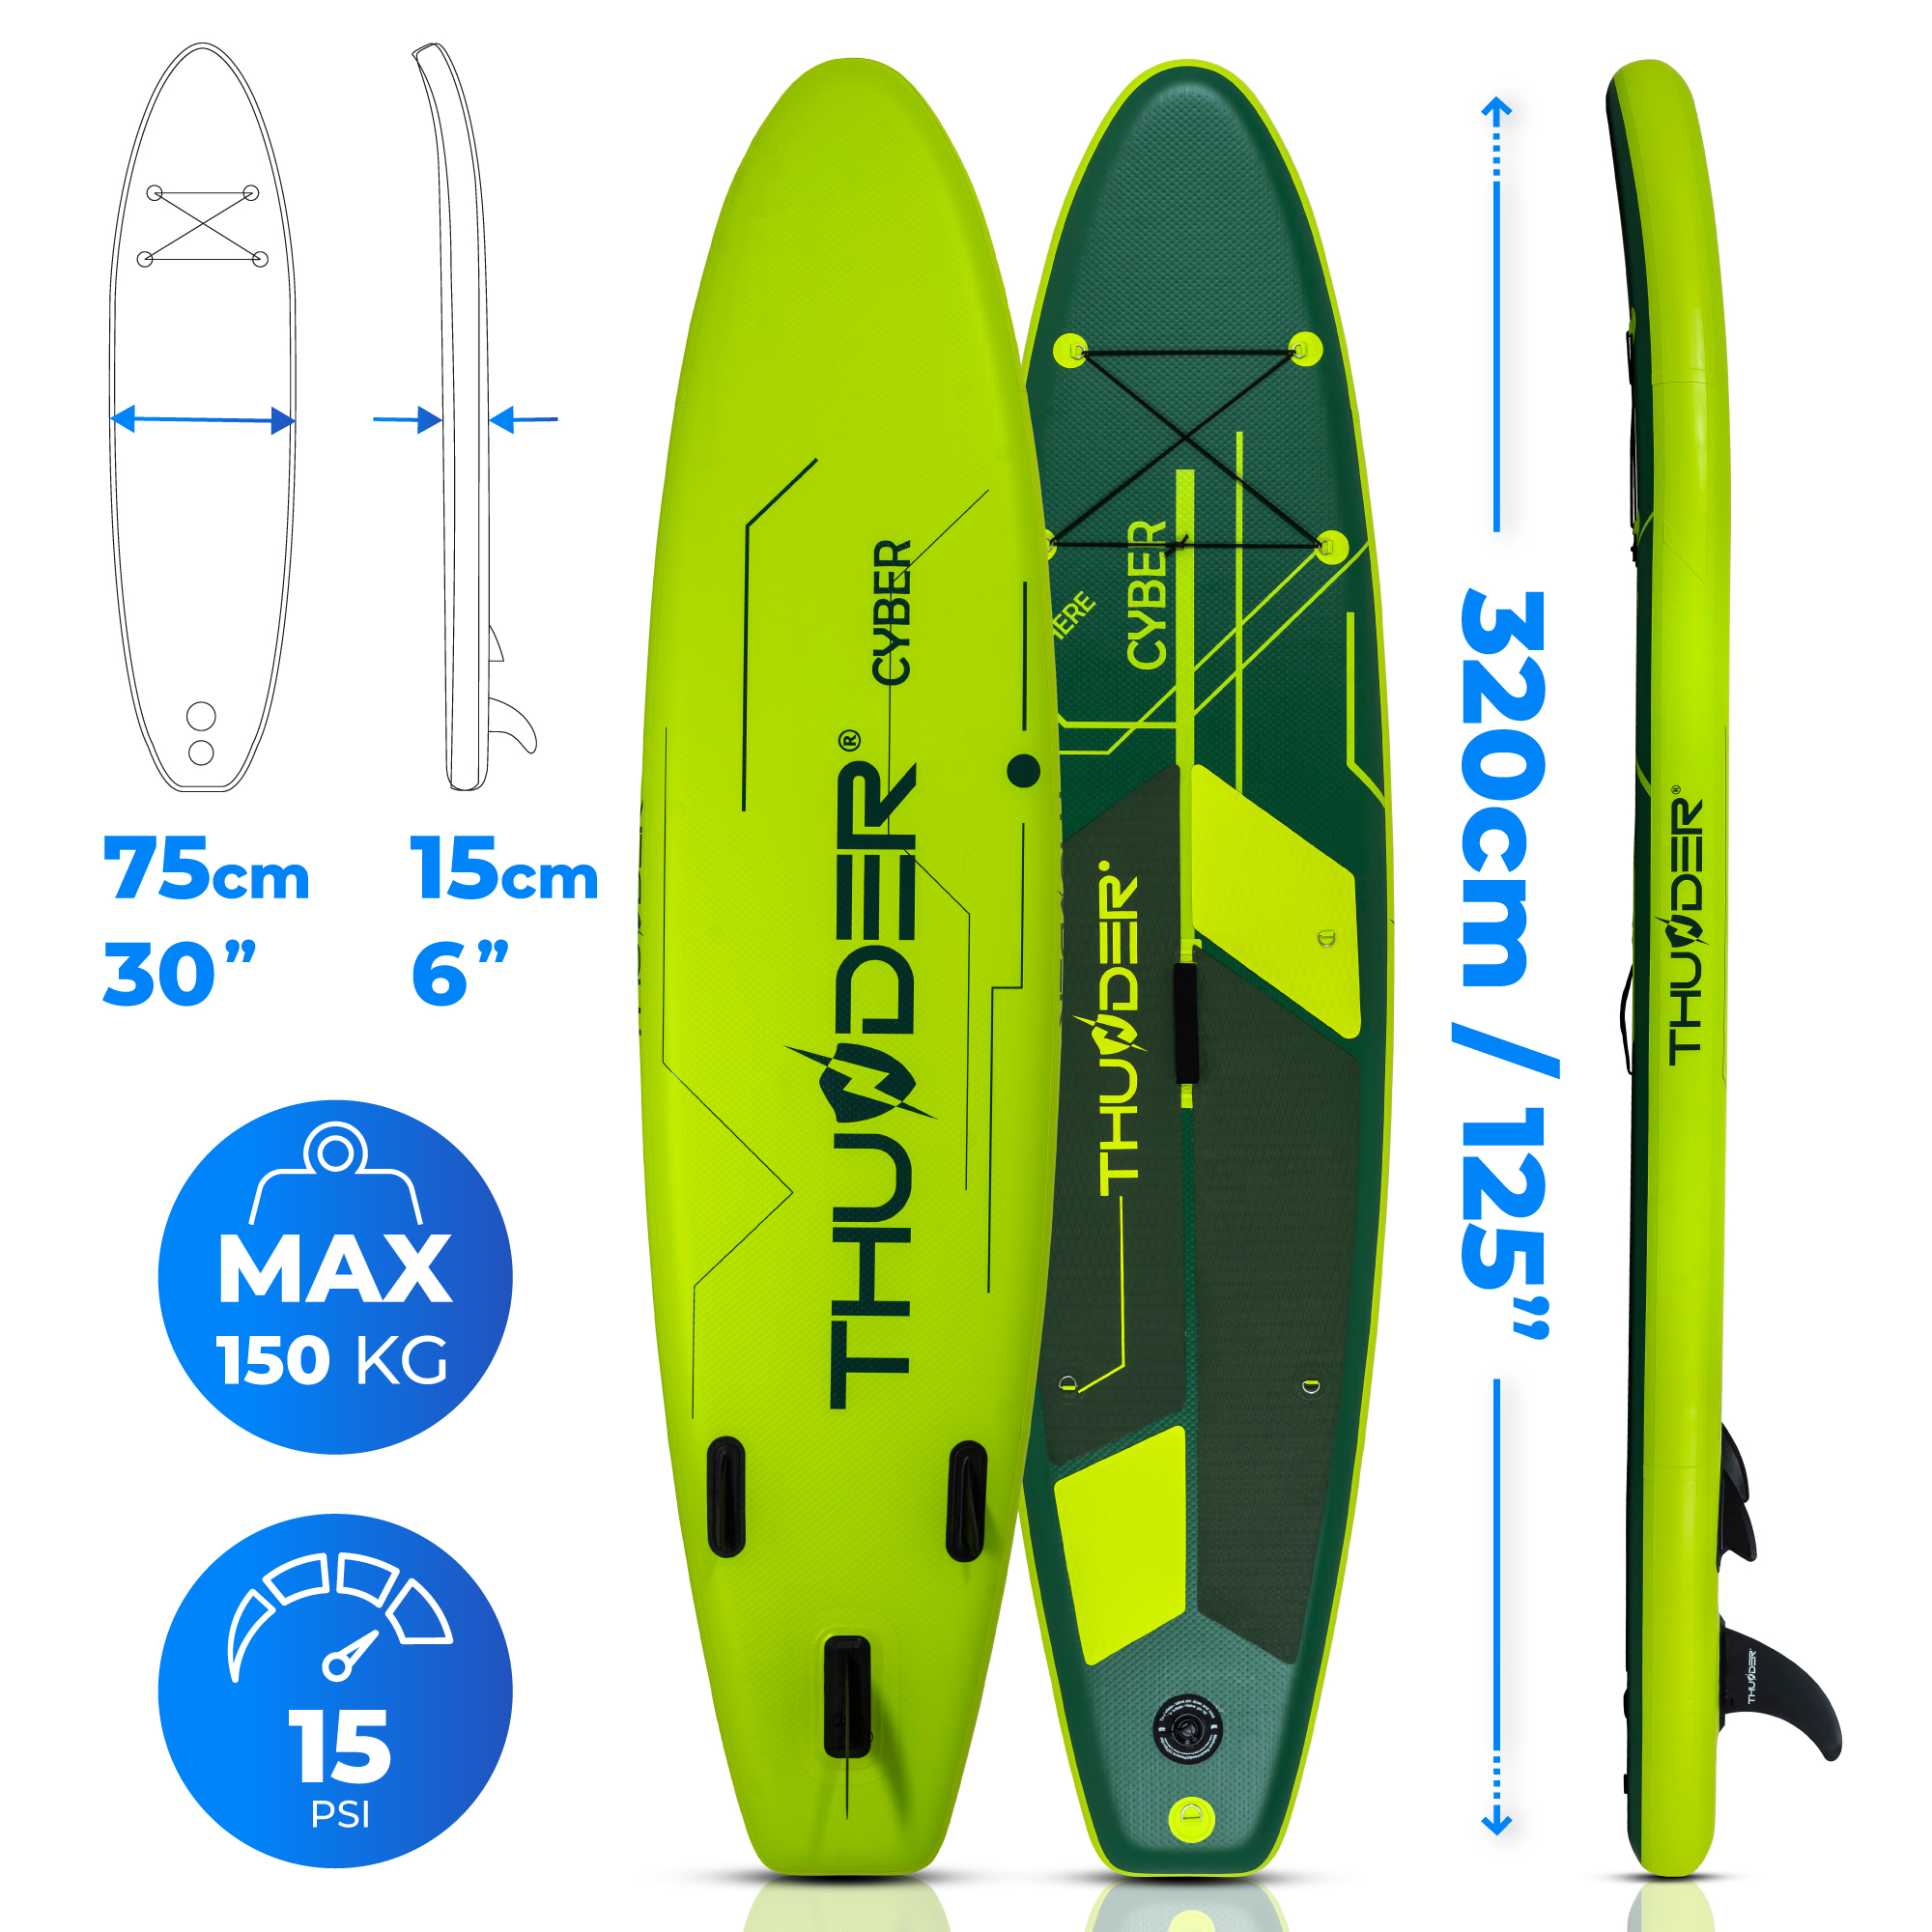 75cm
30”
15cm
6”
MAX
150 KG
15
PSI
THUNDER®
CYBER
CYBER
THUNDER
320cm / 125”
THUNDER®
THUNDER